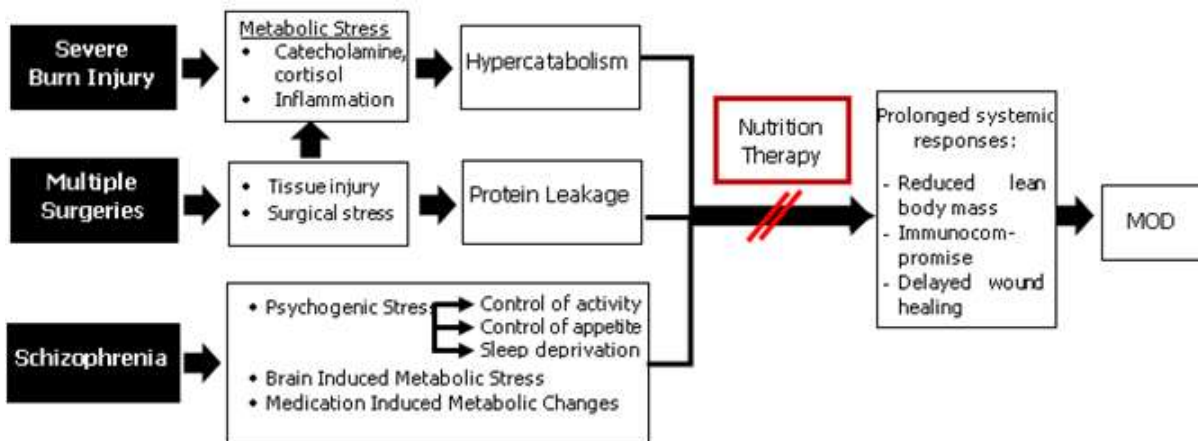 Severe
Burn Injury
Metabolic Stress
• Catecholamine,
cortisol
• Inflammation
Hypercatabolism
Multiple
Surgeries
• Tissue injury
• Surgical stress
Protein Leakage
Schizophrenia
• Psychogenic Stress
Control of activity
Control of appetite
Sleep deprivation
• Brain Induced Metabolic Stress
• Medication Induced Metabolic Changes
Nutrition
Therapy
Prolonged systemic
responses:
- Reduced lean
body mass
- Immunocom-
promise
- Delayed wound
healing
MOD